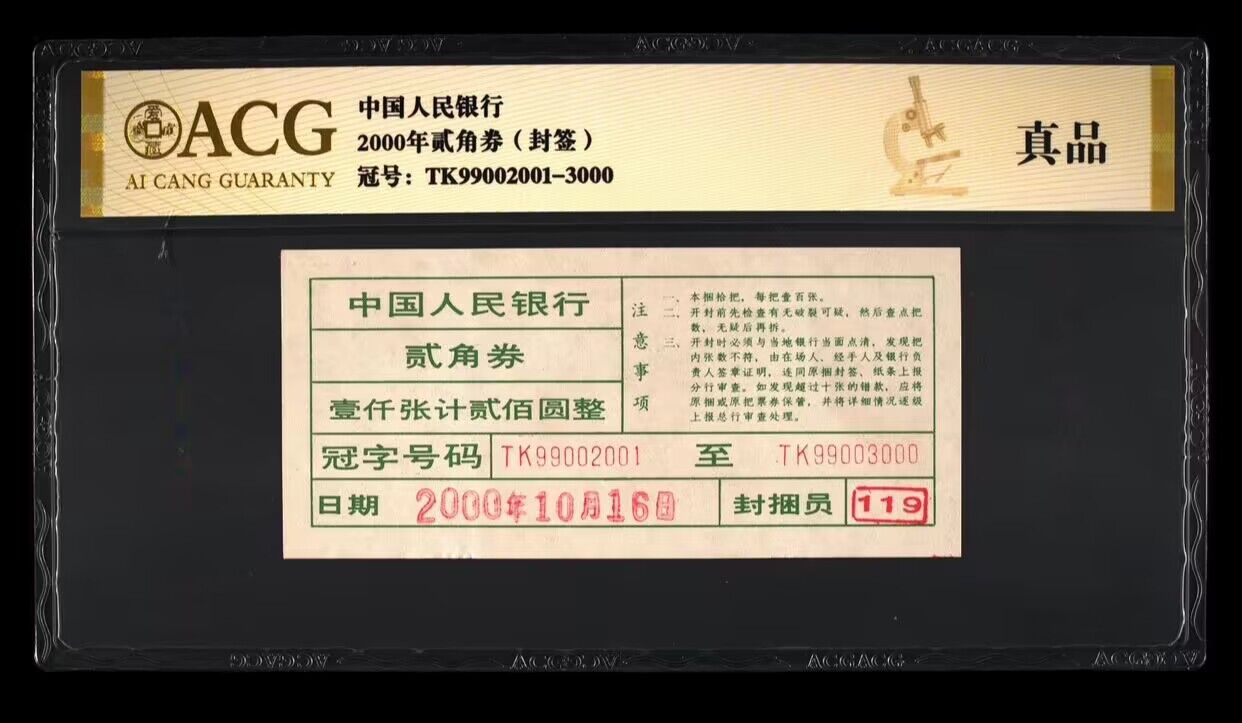 ACGACG
ACGACG
ACGACG
ACGACG
爱藏
ACG
AI CANG GUARANTY
中国人民银行
2000年贰角券（封签）
冠号：TK99002001-3000
真品
中国人民银行
贰角券
壹仟张计贰佰圆整
注意事项
一、本捆拾把，每把壹百张。
二、开封前先检查有无破裂可疑，然后查点把
数，无疑后再拆。
三、开封时必须与当地银行当面点清，发现把
内张数不符，由在场人、经手人及银行负
责人签章证明，连同原捆封签、纸条上报
分行审查。如发现超过十张的错款，应将
原捆或原把票券保管，并将详细情况逐级
上报总行审查处理。
冠字号码 TK99002001 至 TK99003000
日期 2000年10月16日 封捆员 119
ACGACG
ACGACG
ACGACG
ACGACG